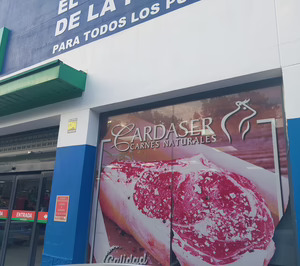 EL
DE LA
PARA TODOS LOS
CARDASER
CARNES NATURALES
ENTRADA
Calidad